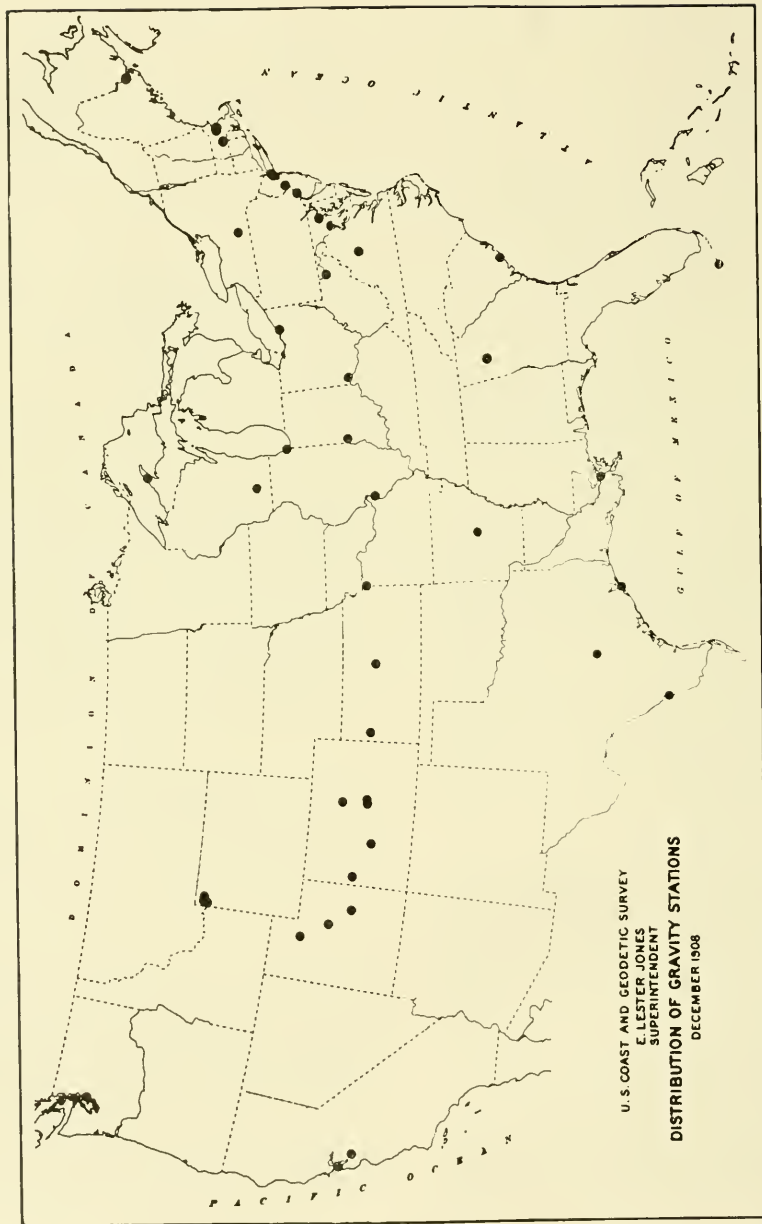 DOMINION OF CANADA
ATLANTIC OCEAN
GULF OF MEXICO
PACIFIC OCEAN
U. S. COAST AND GEODETIC SURVEY
E. LESTER JONES
SUPERINTENDENT
DISTRIBUTION OF GRAVITY STATIONS
DECEMBER 1908